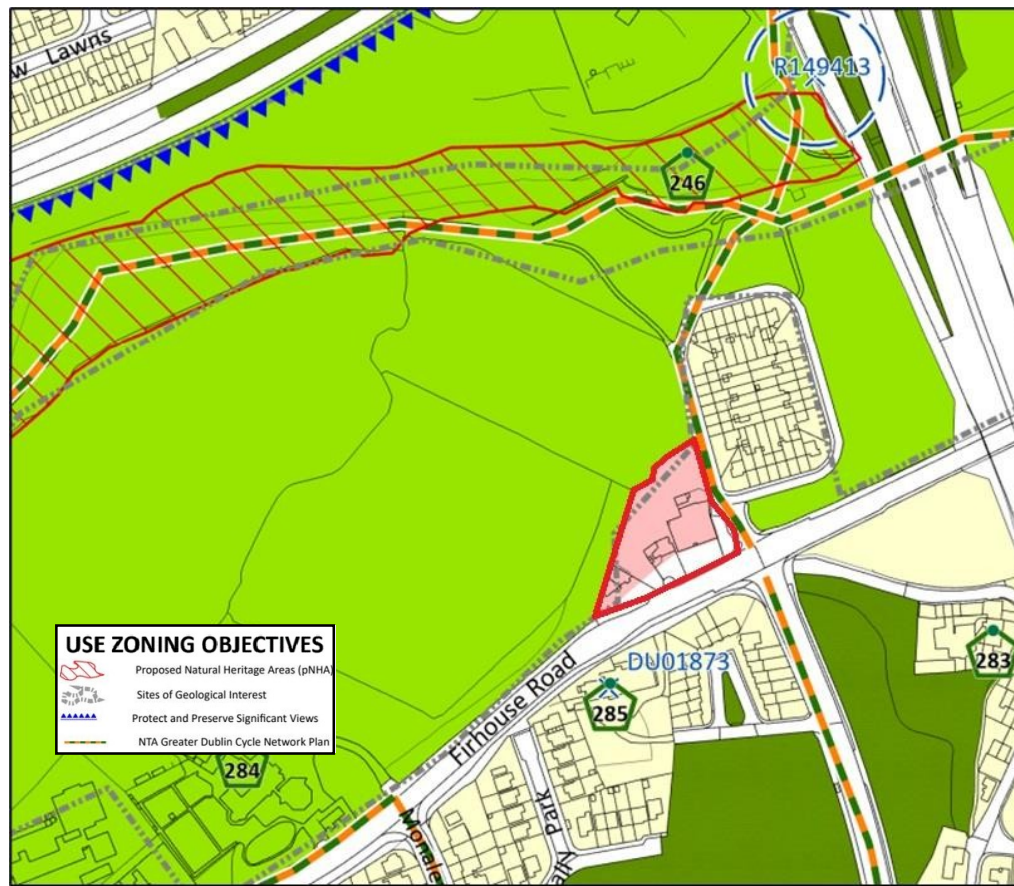 w Lawns
R149413
246
Firhouse Road
DU01873
285
283
USE ZONING OBJECTIVES
Proposed Natural Heritage Areas (pNHA)
Sites of Geological Interest
Protect and Preserve Significant Views
NTA Greater Dublin Cycle Network Plan
284
Monale
Park